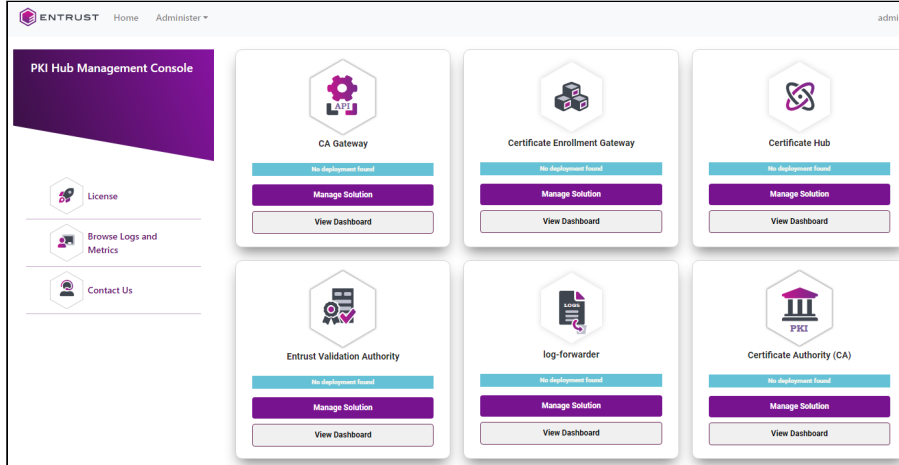 ENTRUST Home Administer admi
PKI Hub Management Console
License
Browse Logs and
Metrics
Contact Us
API
CA Gateway
No deployment found
Manage Solution
View Dashboard
Certificate Enrollment Gateway
No deployment found
Manage Solution
View Dashboard
Certificate Hub
No deployment found
Manage Solution
View Dashboard
Entrust Validation Authority
No deployment found
Manage Solution
View Dashboard
LOGS
log-forwarder
No deployment found
Manage Solution
View Dashboard
PKI
Certificate Authority (CA)
No deployment found
Manage Solution
View Dashboard